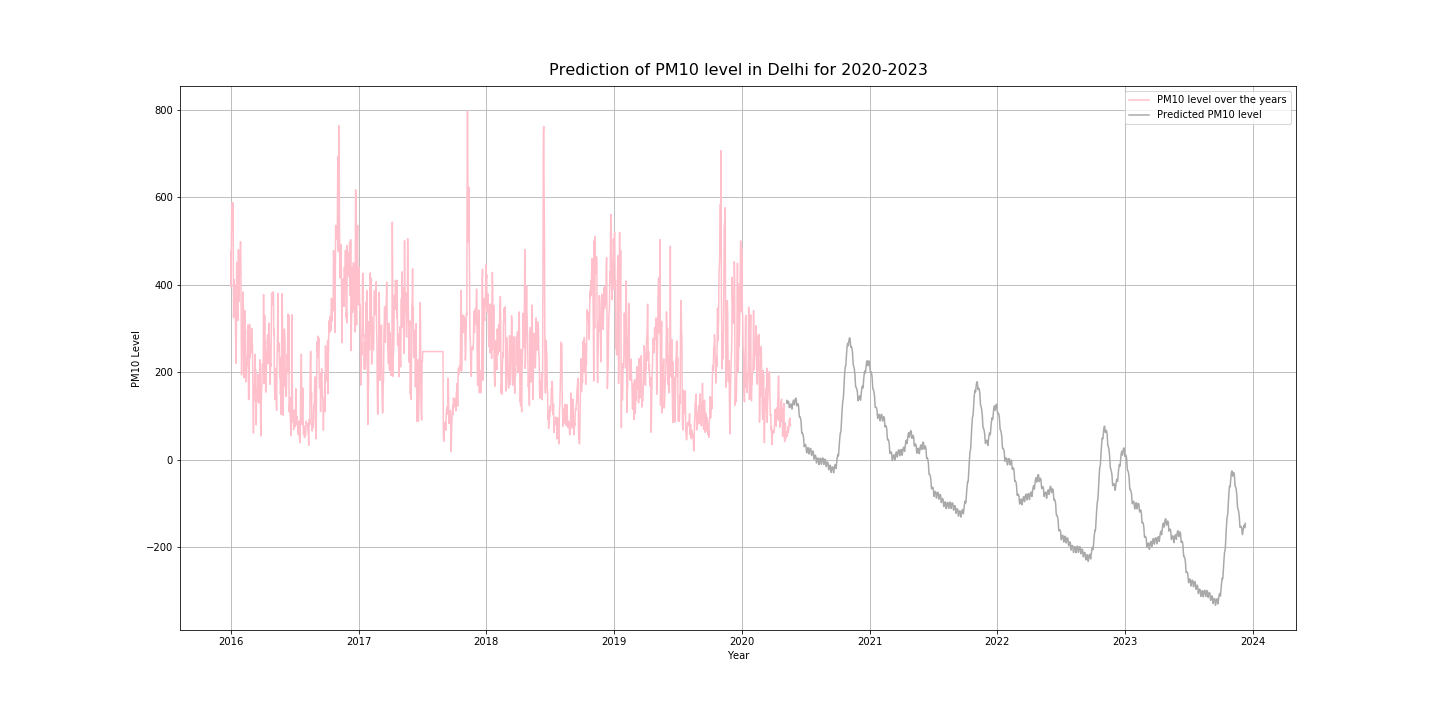 Prediction of PM10 level in Delhi for 2020-2023
PM10 level over the years
Predicted PM10 level
800
600
400
200
0
−200
PM10 Level
2016 2017 2018 2019 2020 2021 2022 2023 2024
Year